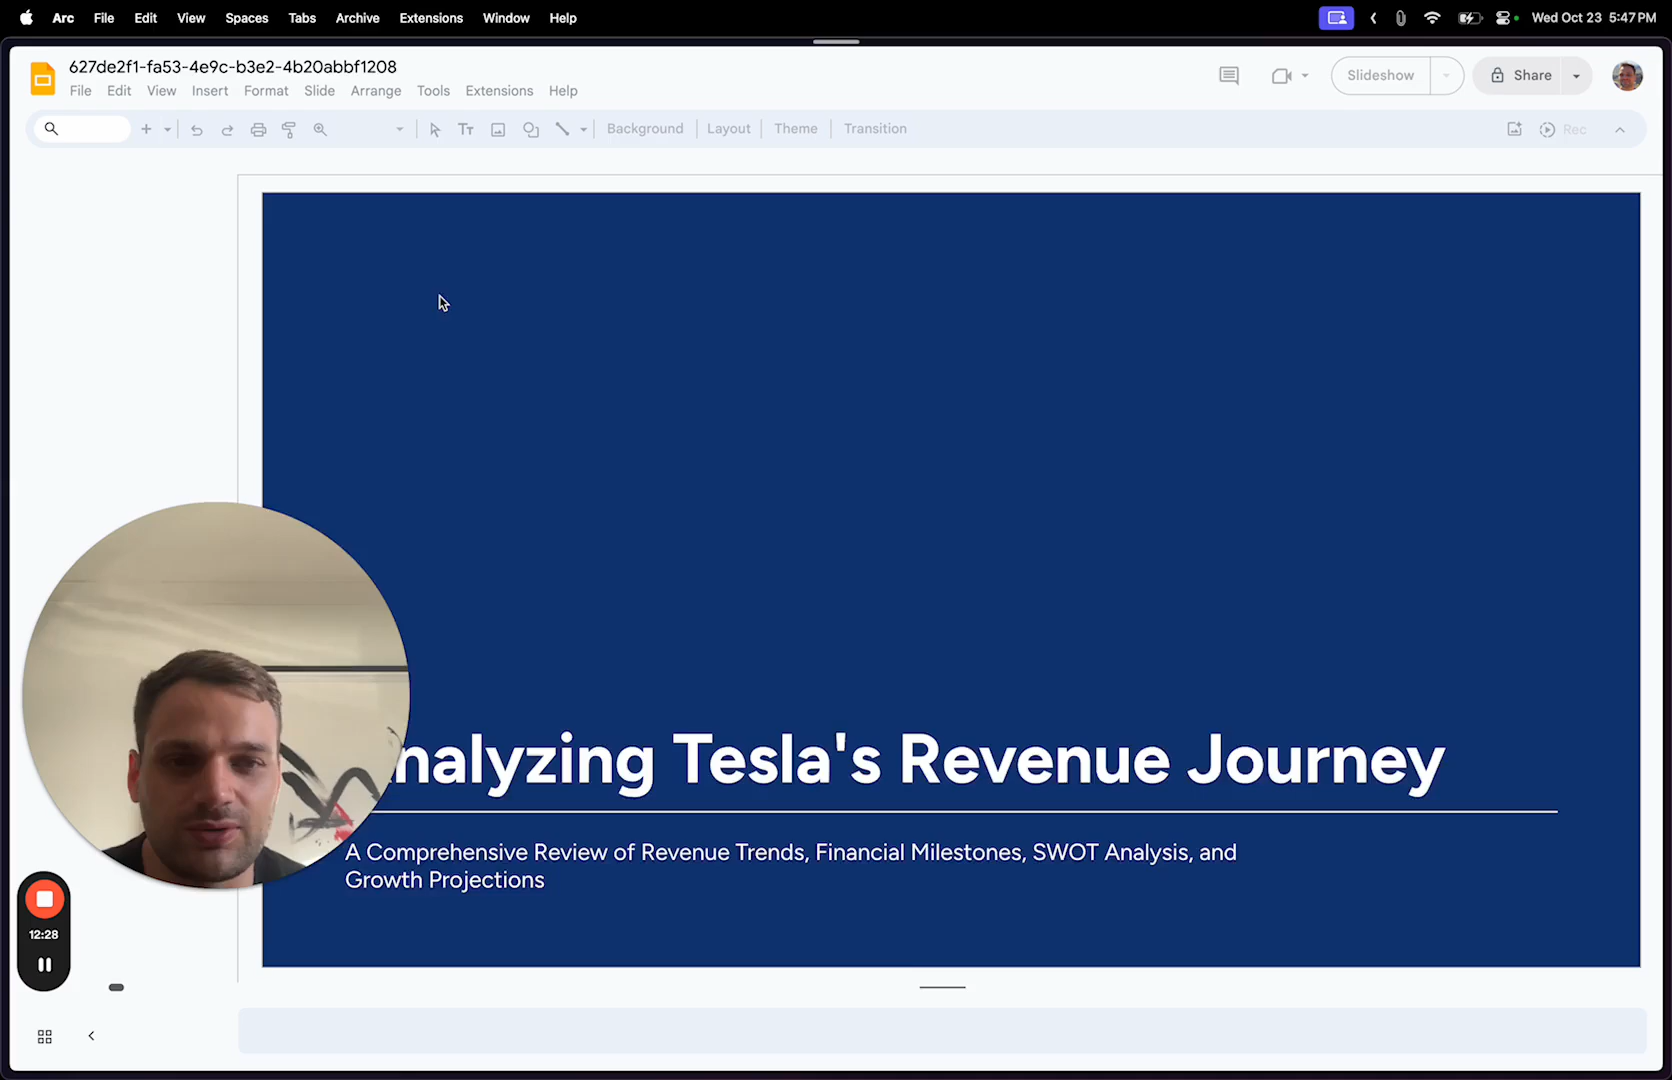 Arc File Edit View Spaces Tabs Archive Extensions Window Help Wed Oct 23 5:47 PM
627de2f1-fa53-4e9c-b3e2-4b20abbf1208
File Edit View Insert Format Slide Arrange Tools Extensions Help
Slideshow Share
Background Layout Theme Transition Rec
nalyzing Tesla's Revenue Journey
A Comprehensive Review of Revenue Trends, Financial Milestones, SWOT Analysis, and
Growth Projections
12:28